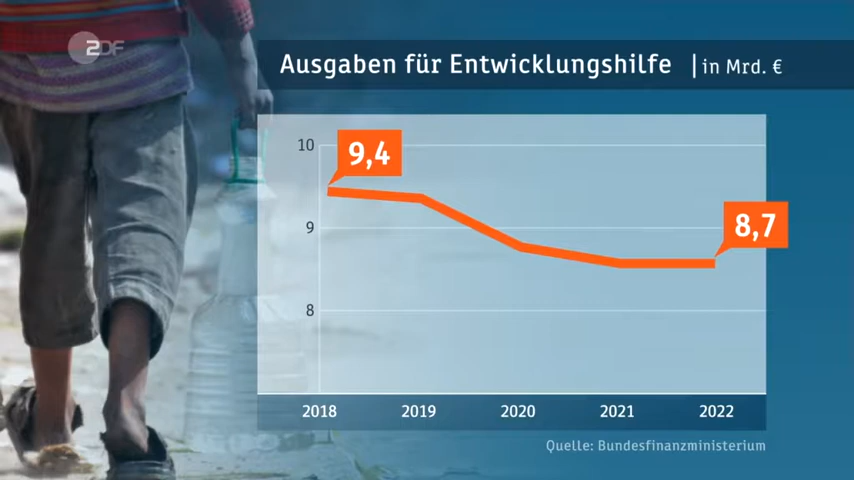 ZDF
Ausgaben für Entwicklungshilfe | in Mrd. €
10
9,4
9
8,7
8
2018 2019 2020 2021 2022
Quelle: Bundesfinanzministerium